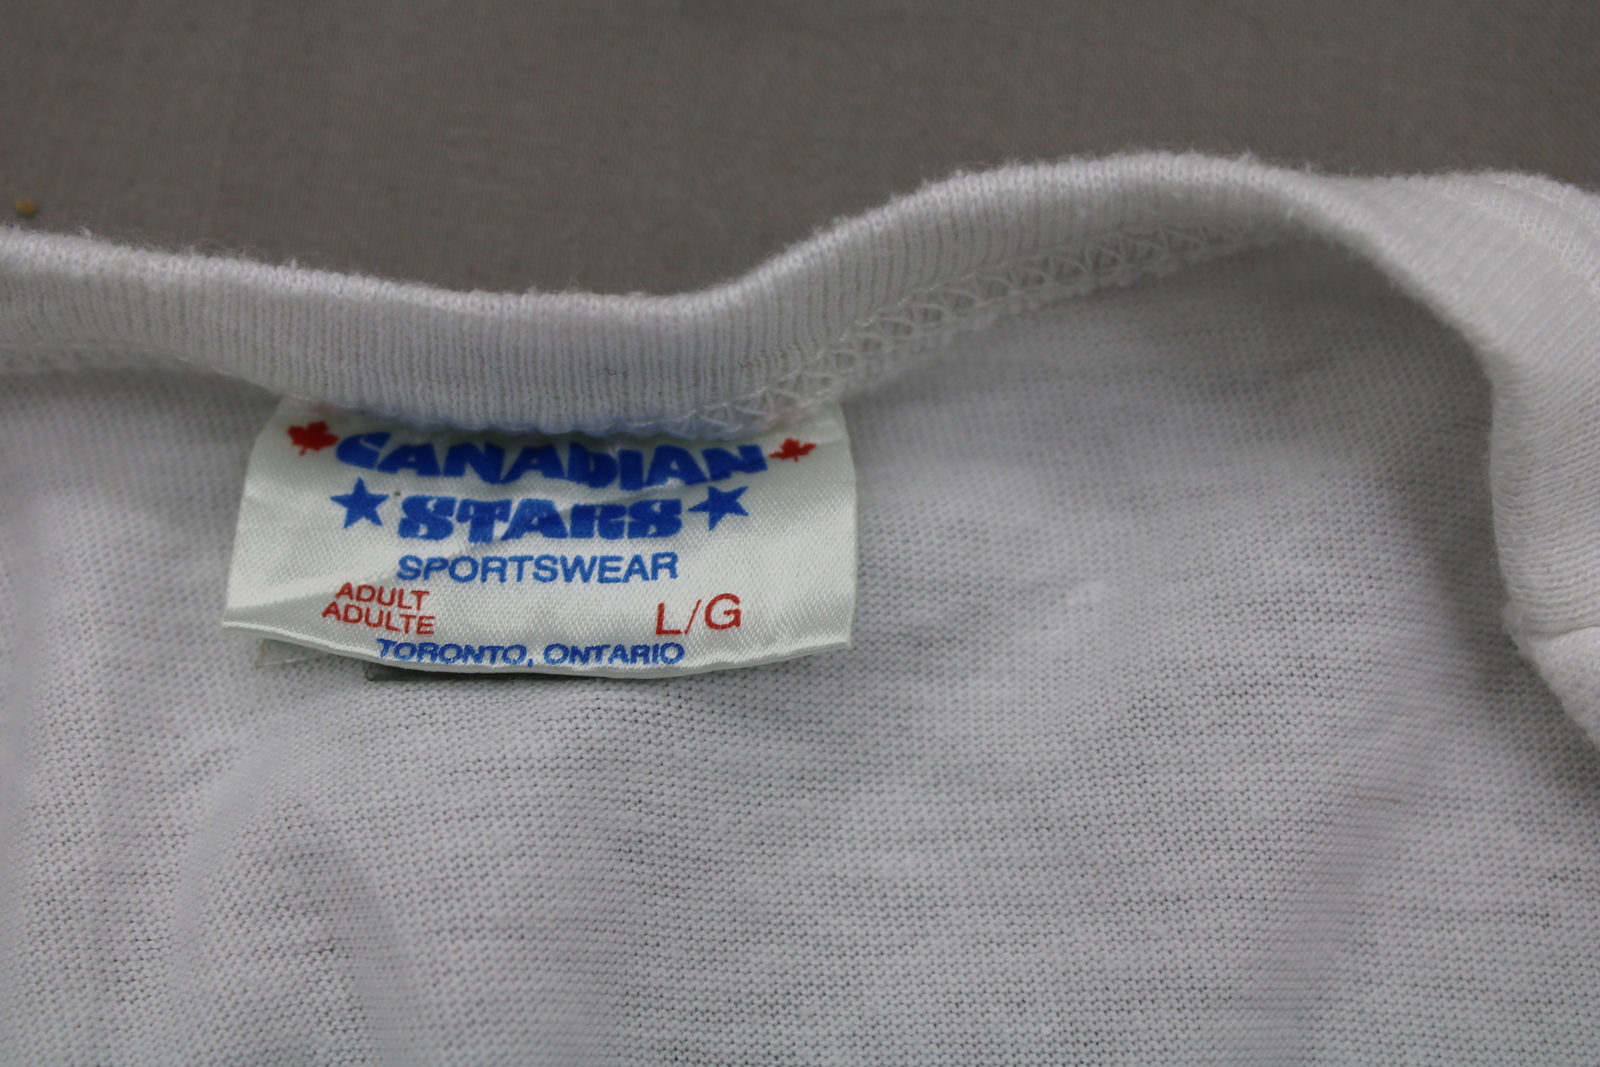 CANADIAN
STARS
SPORTSWEAR
ADULT
ADULTE
L/G
TORONTO, ONTARIO